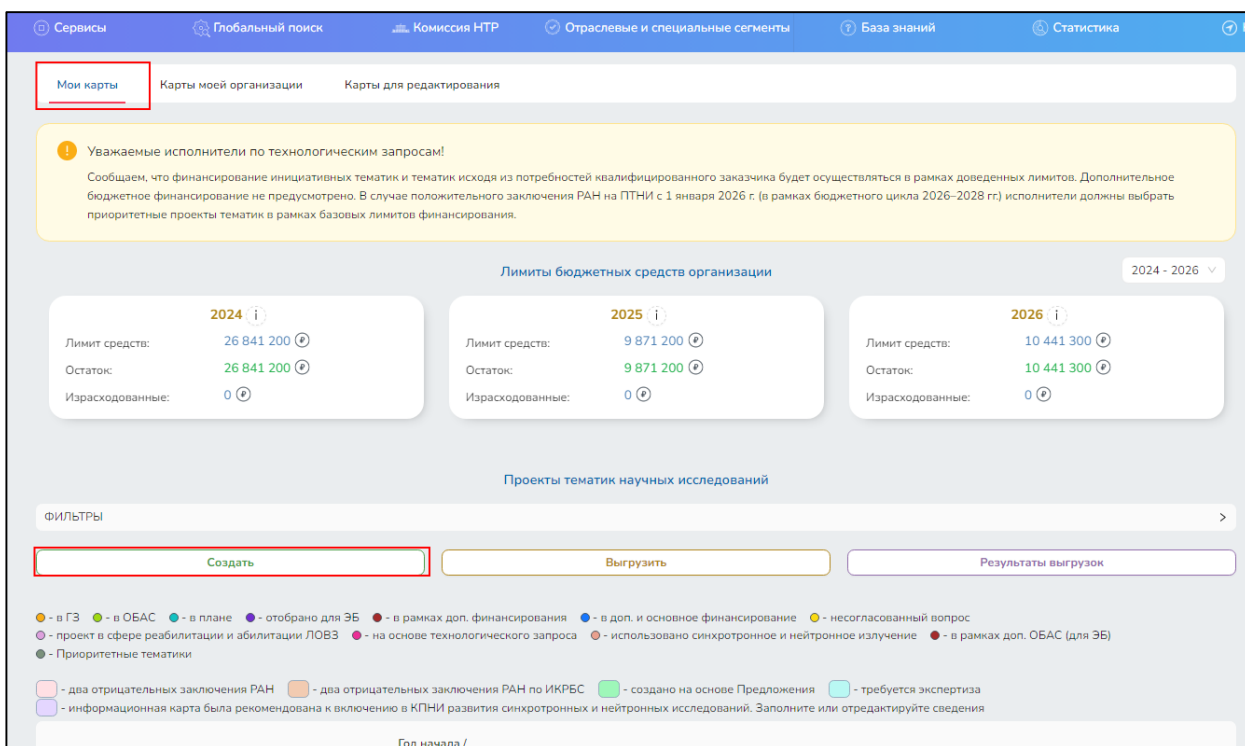 Сервисы Глобальный поиск Комиссия НТР Отраслевые и специальные сегменты База знаний Статистика
Мои карты Карты моей организации Карты для редактирования
Уважаемые исполнители по технологическим запросам!
Сообщаем, что финансирование инициативных тематик и тематик исходя из потребностей квалифицированного заказчика будет осуществляться в рамках доведенных лимитов. Дополнительное
бюджетное финансирование не предусмотрено. В случае положительного заключения РАН на ПТНИ с 1 января 2026 г. (в рамках бюджетного цикла 2026–2028 гг.) исполнители должны выбрать
приоритетные проекты тематик в рамках базовых лимитов финансирования.
Лимиты бюджетных средств организации 2024 - 2026
2024 i 2025 i 2026 i
Лимит средств: 26 841 200 ₽ Лимит средств: 9 871 200 ₽ Лимит средств: 10 441 300 ₽
Остаток: 26 841 200 ₽ Остаток: 9 871 200 ₽ Остаток: 10 441 300 ₽
Израсходованные: 0 ₽ Израсходованные: 0 ₽ Израсходованные: 0 ₽
Проекты тематик научных исследований
ФИЛЬТРЫ
Создать Выгрузить Результаты выгрузок
- в ГЗ - в ОБАС - в плане - отобрано для ЭБ - в рамках доп. финансирования - в доп. и основное финансирование - несогласованный вопрос
- проект в сфере реабилитации и абилитации ЛОВЗ - на основе технологического запроса - использовано синхротронное и нейтронное излучение - в рамках доп. ОБАС (для ЭБ)
- Приоритетные тематики
- два отрицательных заключения РАН - два отрицательных заключения РАН по ИКРБС - создано на основе Предложения - требуется экспертиза
- информационная карта была рекомендована к включению в КПНИ развития синхротронных и нейтронных исследований. Заполните или отредактируйте сведения
Год начала /